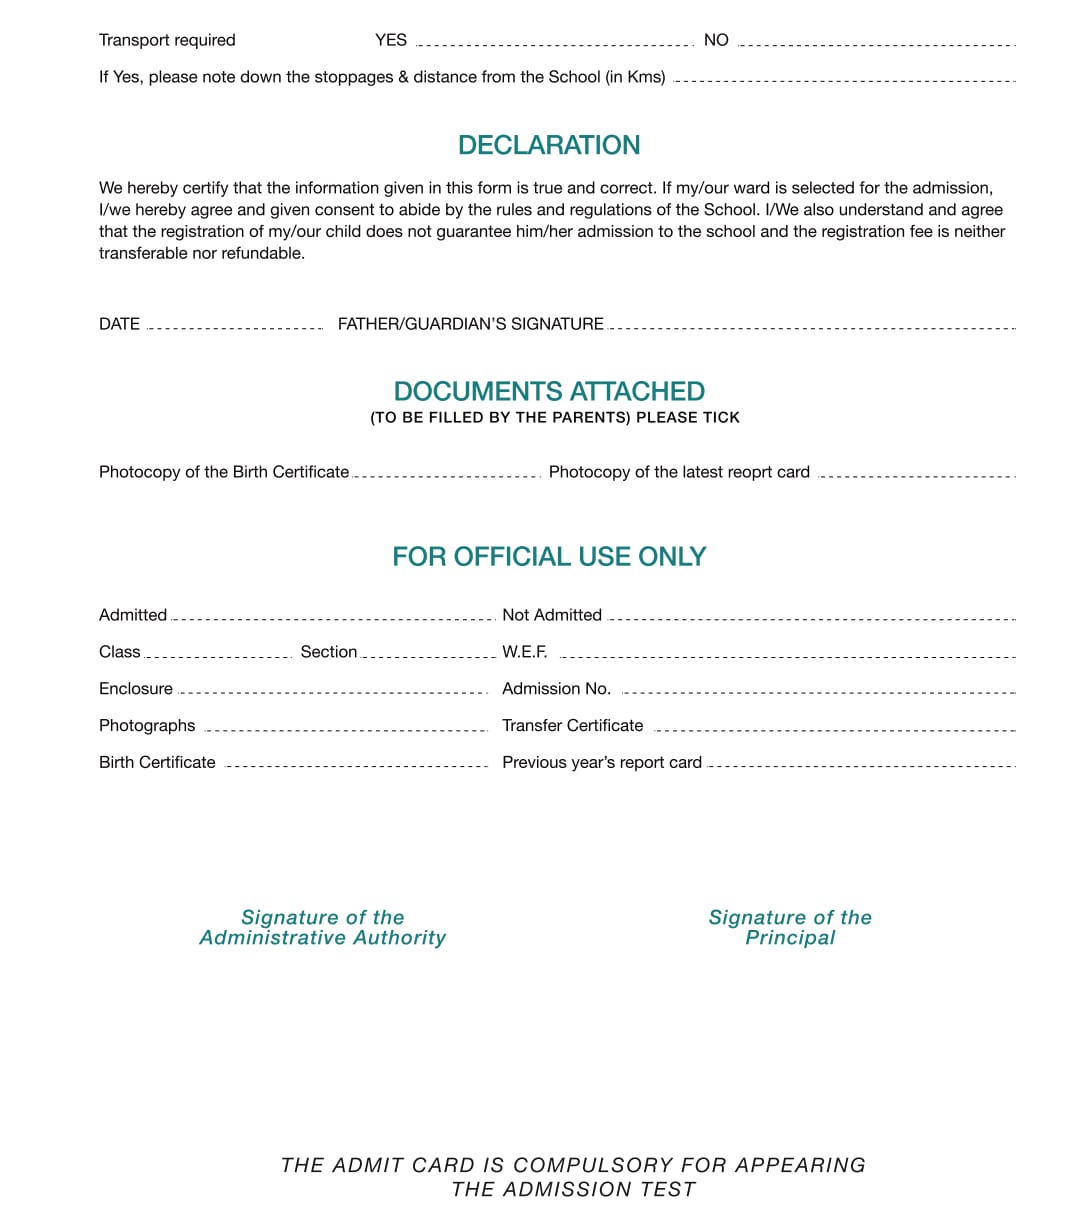 Transport required YES NO
If Yes, please note down the stoppages & distance from the School (in Kms)
DECLARATION
We hereby certify that the information given in this form is true and correct. If my/our ward is selected for the admission,
I/we hereby agree and given consent to abide by the rules and regulations of the School. I/We also understand and agree
that the registration of my/our child does not guarantee him/her admission to the school and the registration fee is neither
transferable nor refundable.
DATE FATHER/GUARDIAN’S SIGNATURE
DOCUMENTS ATTACHED
(TO BE FILLED BY THE PARENTS) PLEASE TICK
Photocopy of the Birth Certificate Photocopy of the latest reoprt card
FOR OFFICIAL USE ONLY
Admitted Not Admitted
Class Section W.E.F.
Enclosure Admission No.
Photographs Transfer Certificate
Birth Certificate Previous year’s report card
Signature of the Signature of the
Administrative Authority Principal
THE ADMIT CARD IS COMPULSORY FOR APPEARING
THE ADMISSION TEST